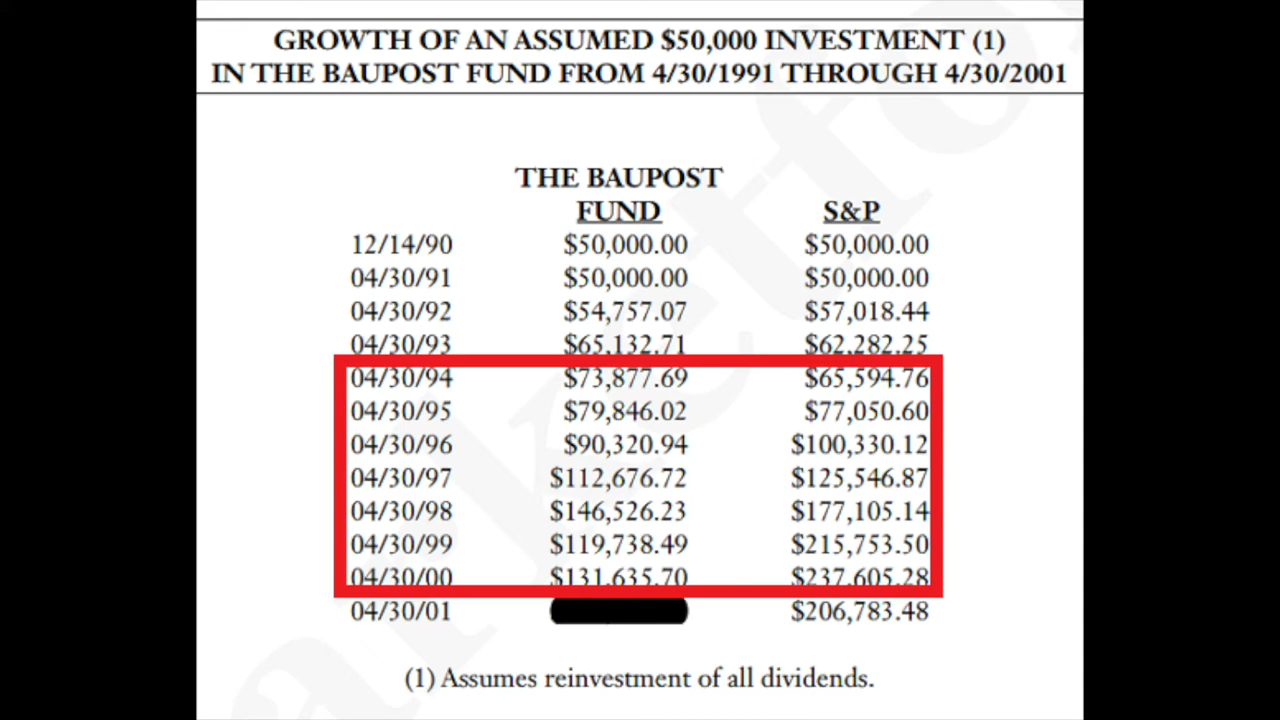 GROWTH OF AN ASSUMED $50,000 INVESTMENT (1)
IN THE BAUPOST FUND FROM 4/30/1991 THROUGH 4/30/2001
THE BAUPOST
FUND S&P
12/14/90 $50,000.00 $50,000.00
04/30/91 $50,000.00 $50,000.00
04/30/92 $54,757.07 $57,018.44
04/30/93 $65,132.71 $62,282.25
04/30/94 $73,877.69 $65,594.76
04/30/95 $79,846.02 $77,050.60
04/30/96 $90,320.94 $100,330.12
04/30/97 $112,676.72 $125,546.87
04/30/98 $146,526.23 $177,105.14
04/30/99 $119,738.49 $215,753.50
04/30/00 $131,635.70 $237,605.28
04/30/01 $206,783.48
(1) Assumes reinvestment of all dividends.